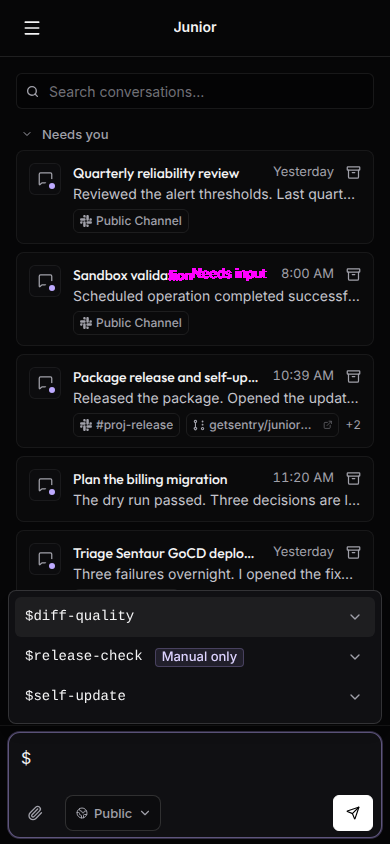 Junior
Search conversations...
Needs you
Quarterly reliability review
Yesterday
Reviewed the alert thresholds. Last quart...
Public Channel
Sandbox valida
Needs input
8:00 AM
Scheduled operation completed successf...
Public Channel
Package release and self-up...
10:39 AM
Released the package. Opened the updat...
#proj-release
getsentry/junior...
+2
Plan the billing migration
11:20 AM
The dry run passed. Three decisions are l...
Triage Sentaur GoCD deplo...
Yesterday
Three failures overnight. I opened the fix...
$diff-quality
$release-check
Manual only
$self-update
$
Public